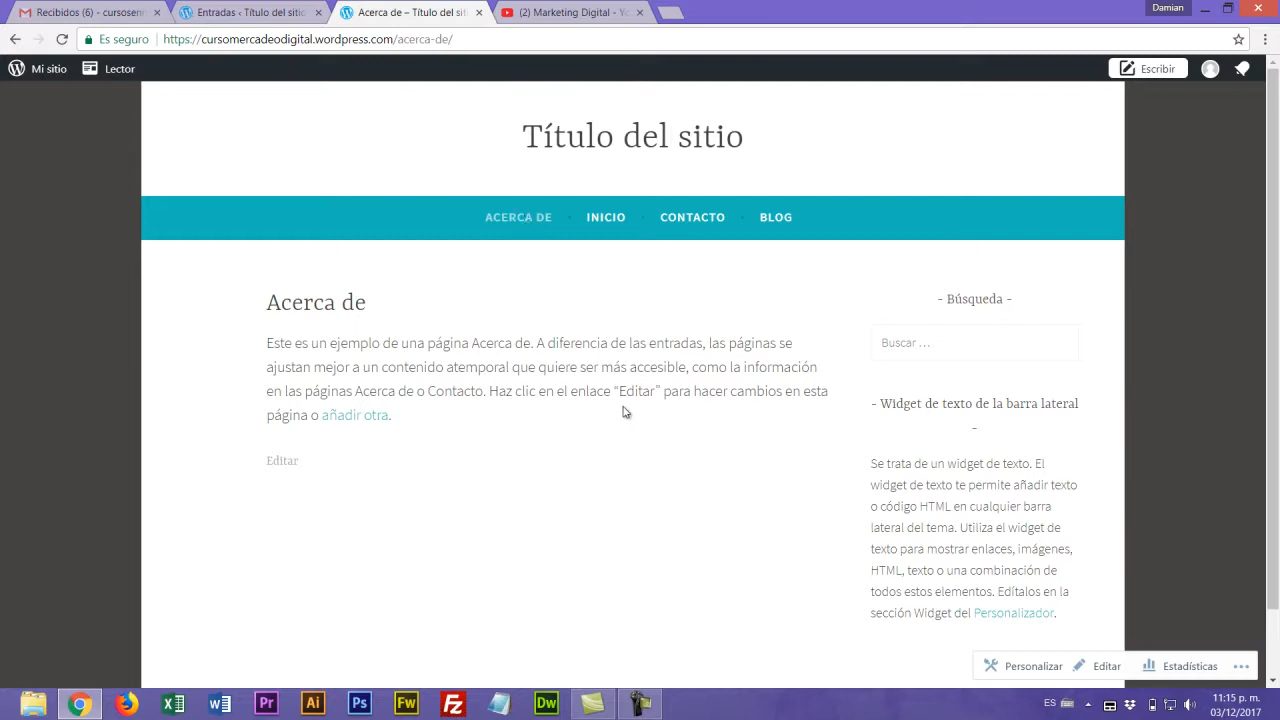 Recibidos (6) - cursosen
Entradas ‹ Título del sitio
Acerca de – Título del sit
(2) Marketing Digital - Yo
Damian
Es seguro
https://cursomercadeodigital.wordpress.com/acerca-de/
Mi sitio
Lector
Escribir
Título del sitio
ACERCA DE
INICIO
CONTACTO
BLOG
Acerca de
Este es un ejemplo de una página Acerca de. A diferencia de las entradas, las páginas se
ajustan mejor a un contenido atemporal que quiere ser más accesible, como la información
en las páginas Acerca de o Contacto. Haz clic en el enlace “Editar” para hacer cambios en esta
página o añadir otra.
Editar
- Búsqueda -
Buscar …
- Widget de texto de la barra lateral
-
Se trata de un widget de texto. El
widget de texto te permite añadir texto
o código HTML en cualquier barra
lateral del tema. Utiliza el widget de
texto para mostrar enlaces, imágenes,
HTML, texto o una combinación de
todos estos elementos. Edítalos en la
sección Widget del Personalizador.
Personalizar
Editar
Estadísticas
Pr
Ai
Ps
Fw
Fz
Dw
ES
11:15 p. m.
03/12/2017